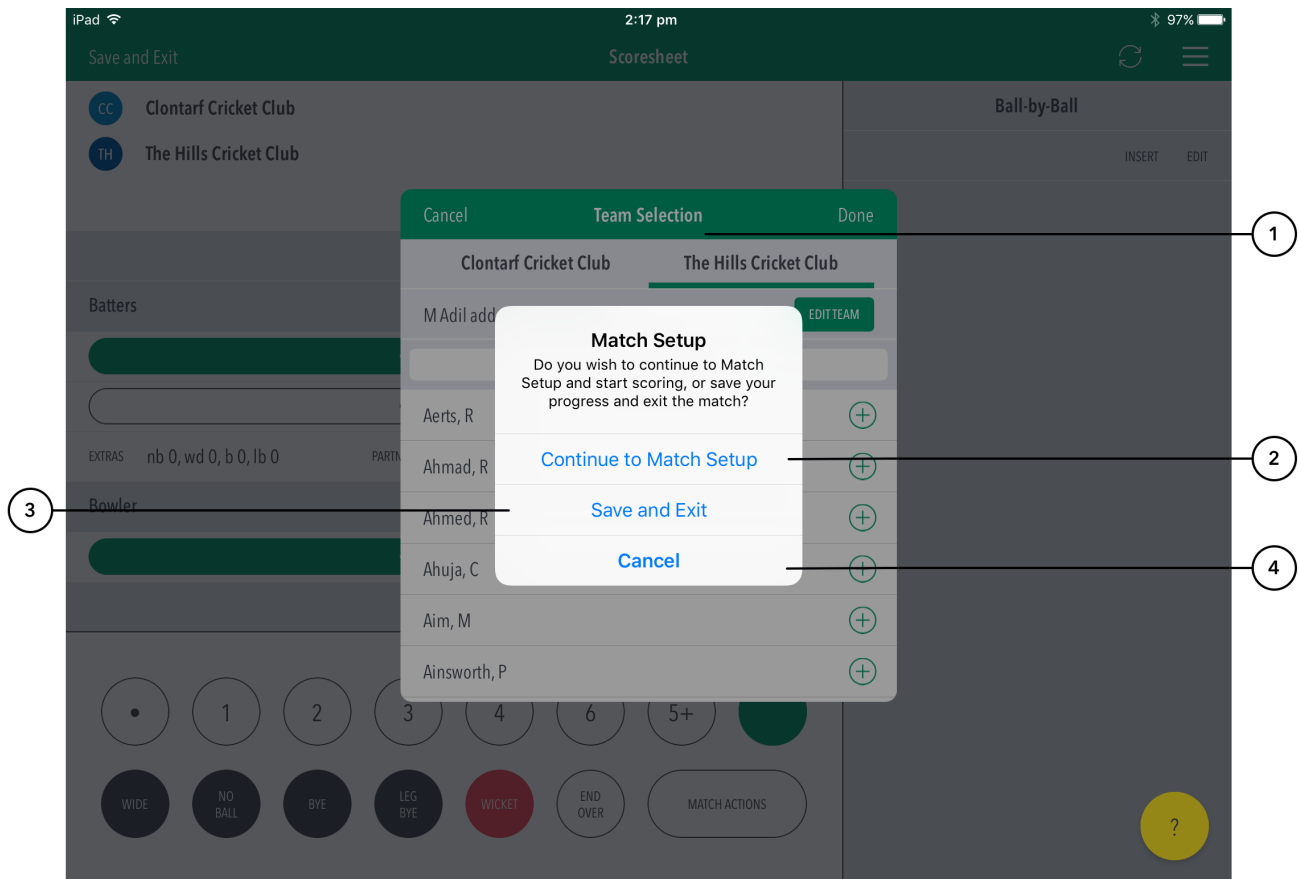 iPad 2:17 pm 97%
Save and Exit Scoresheet
CC Clontarf Cricket Club
Ball-by-Ball
TH The Hills Cricket Club
INSERT EDIT
Cancel Team Selection Done
1
Clontarf Cricket Club The Hills Cricket Club
Batters
M Adil add
EDIT TEAM
Match Setup
Do you wish to continue to Match
Setup and start scoring, or save your
progress and exit the match?
Aerts, R
EXTRAS nb 0, wd 0, b 0, lb 0 PARTN
Ahmad, R
Continue to Match Setup
2
3
Bowler
Ahmed, R
Save and Exit
Ahuja, C
Cancel
4
Aim, M
Ainsworth, P
• 1 2 3 4 6 5+
WIDE
NO
BALL
BYE
LEG
BYE
WICKET
END
OVER
MATCH ACTIONS
?